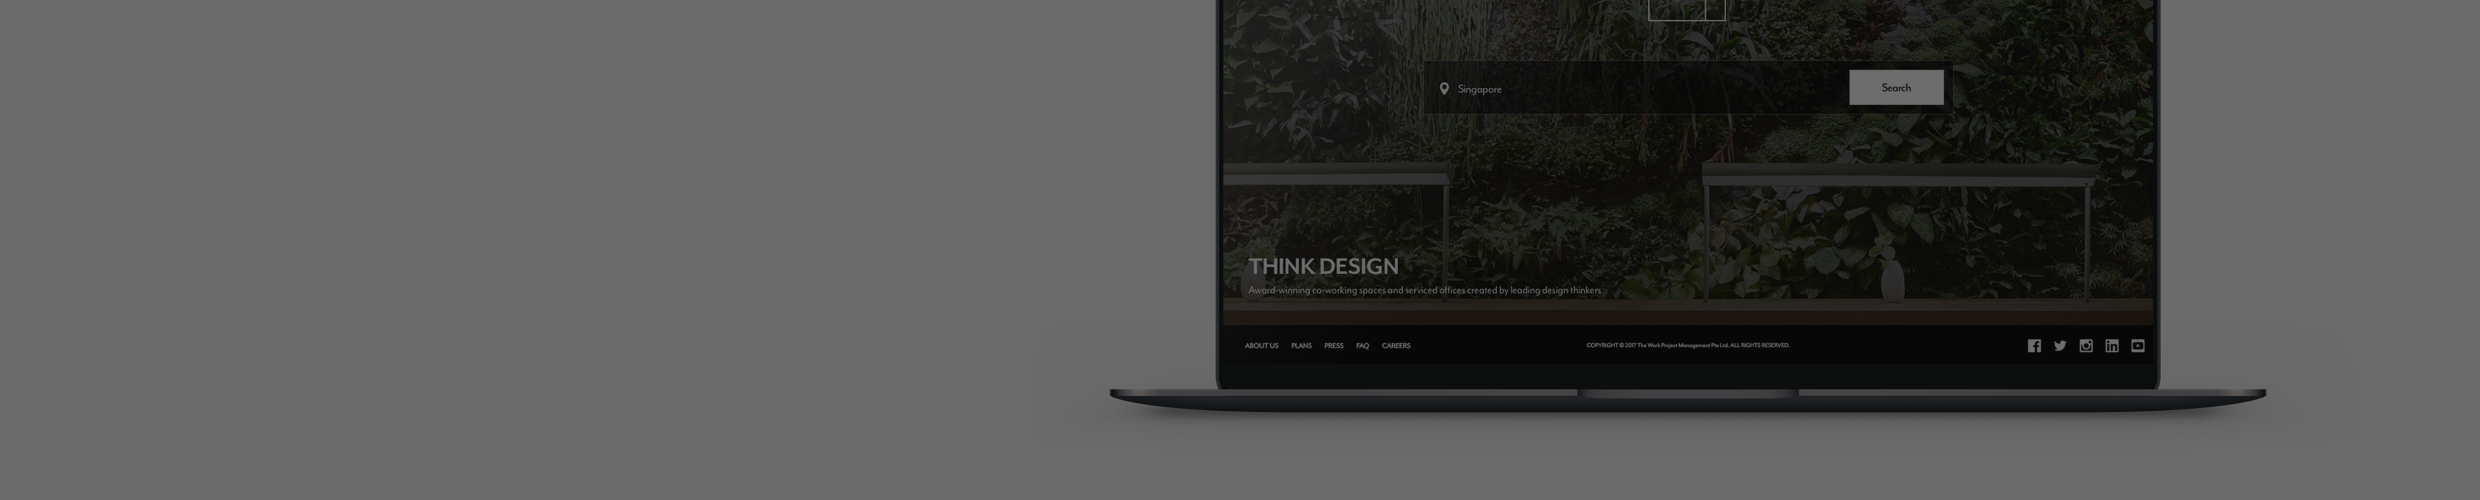 Singapore
Search
THINK DESIGN
Award-winning co-working spaces and serviced offices created by leading design thinkers
ABOUT US PLANS PRESS FAQ CAREERS
COPYRIGHT © 2017 The Work Project Management Pte Ltd. ALL RIGHTS RESERVED.